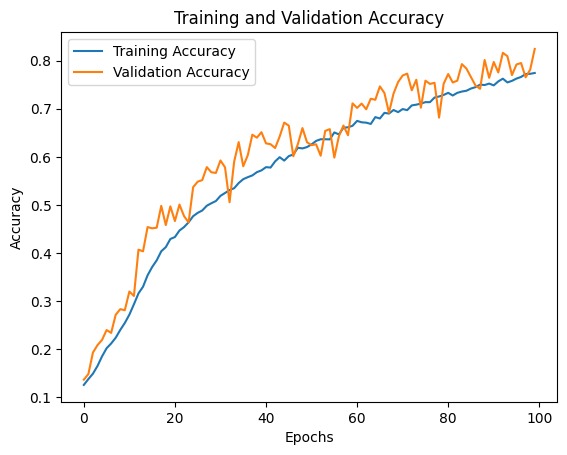 Training and Validation Accuracy
Training Accuracy
Validation Accuracy
0.8
0.7
0.6
0.5
0.4
0.3
0.2
0.1
Accuracy
0
20
40
60
80
100
Epochs